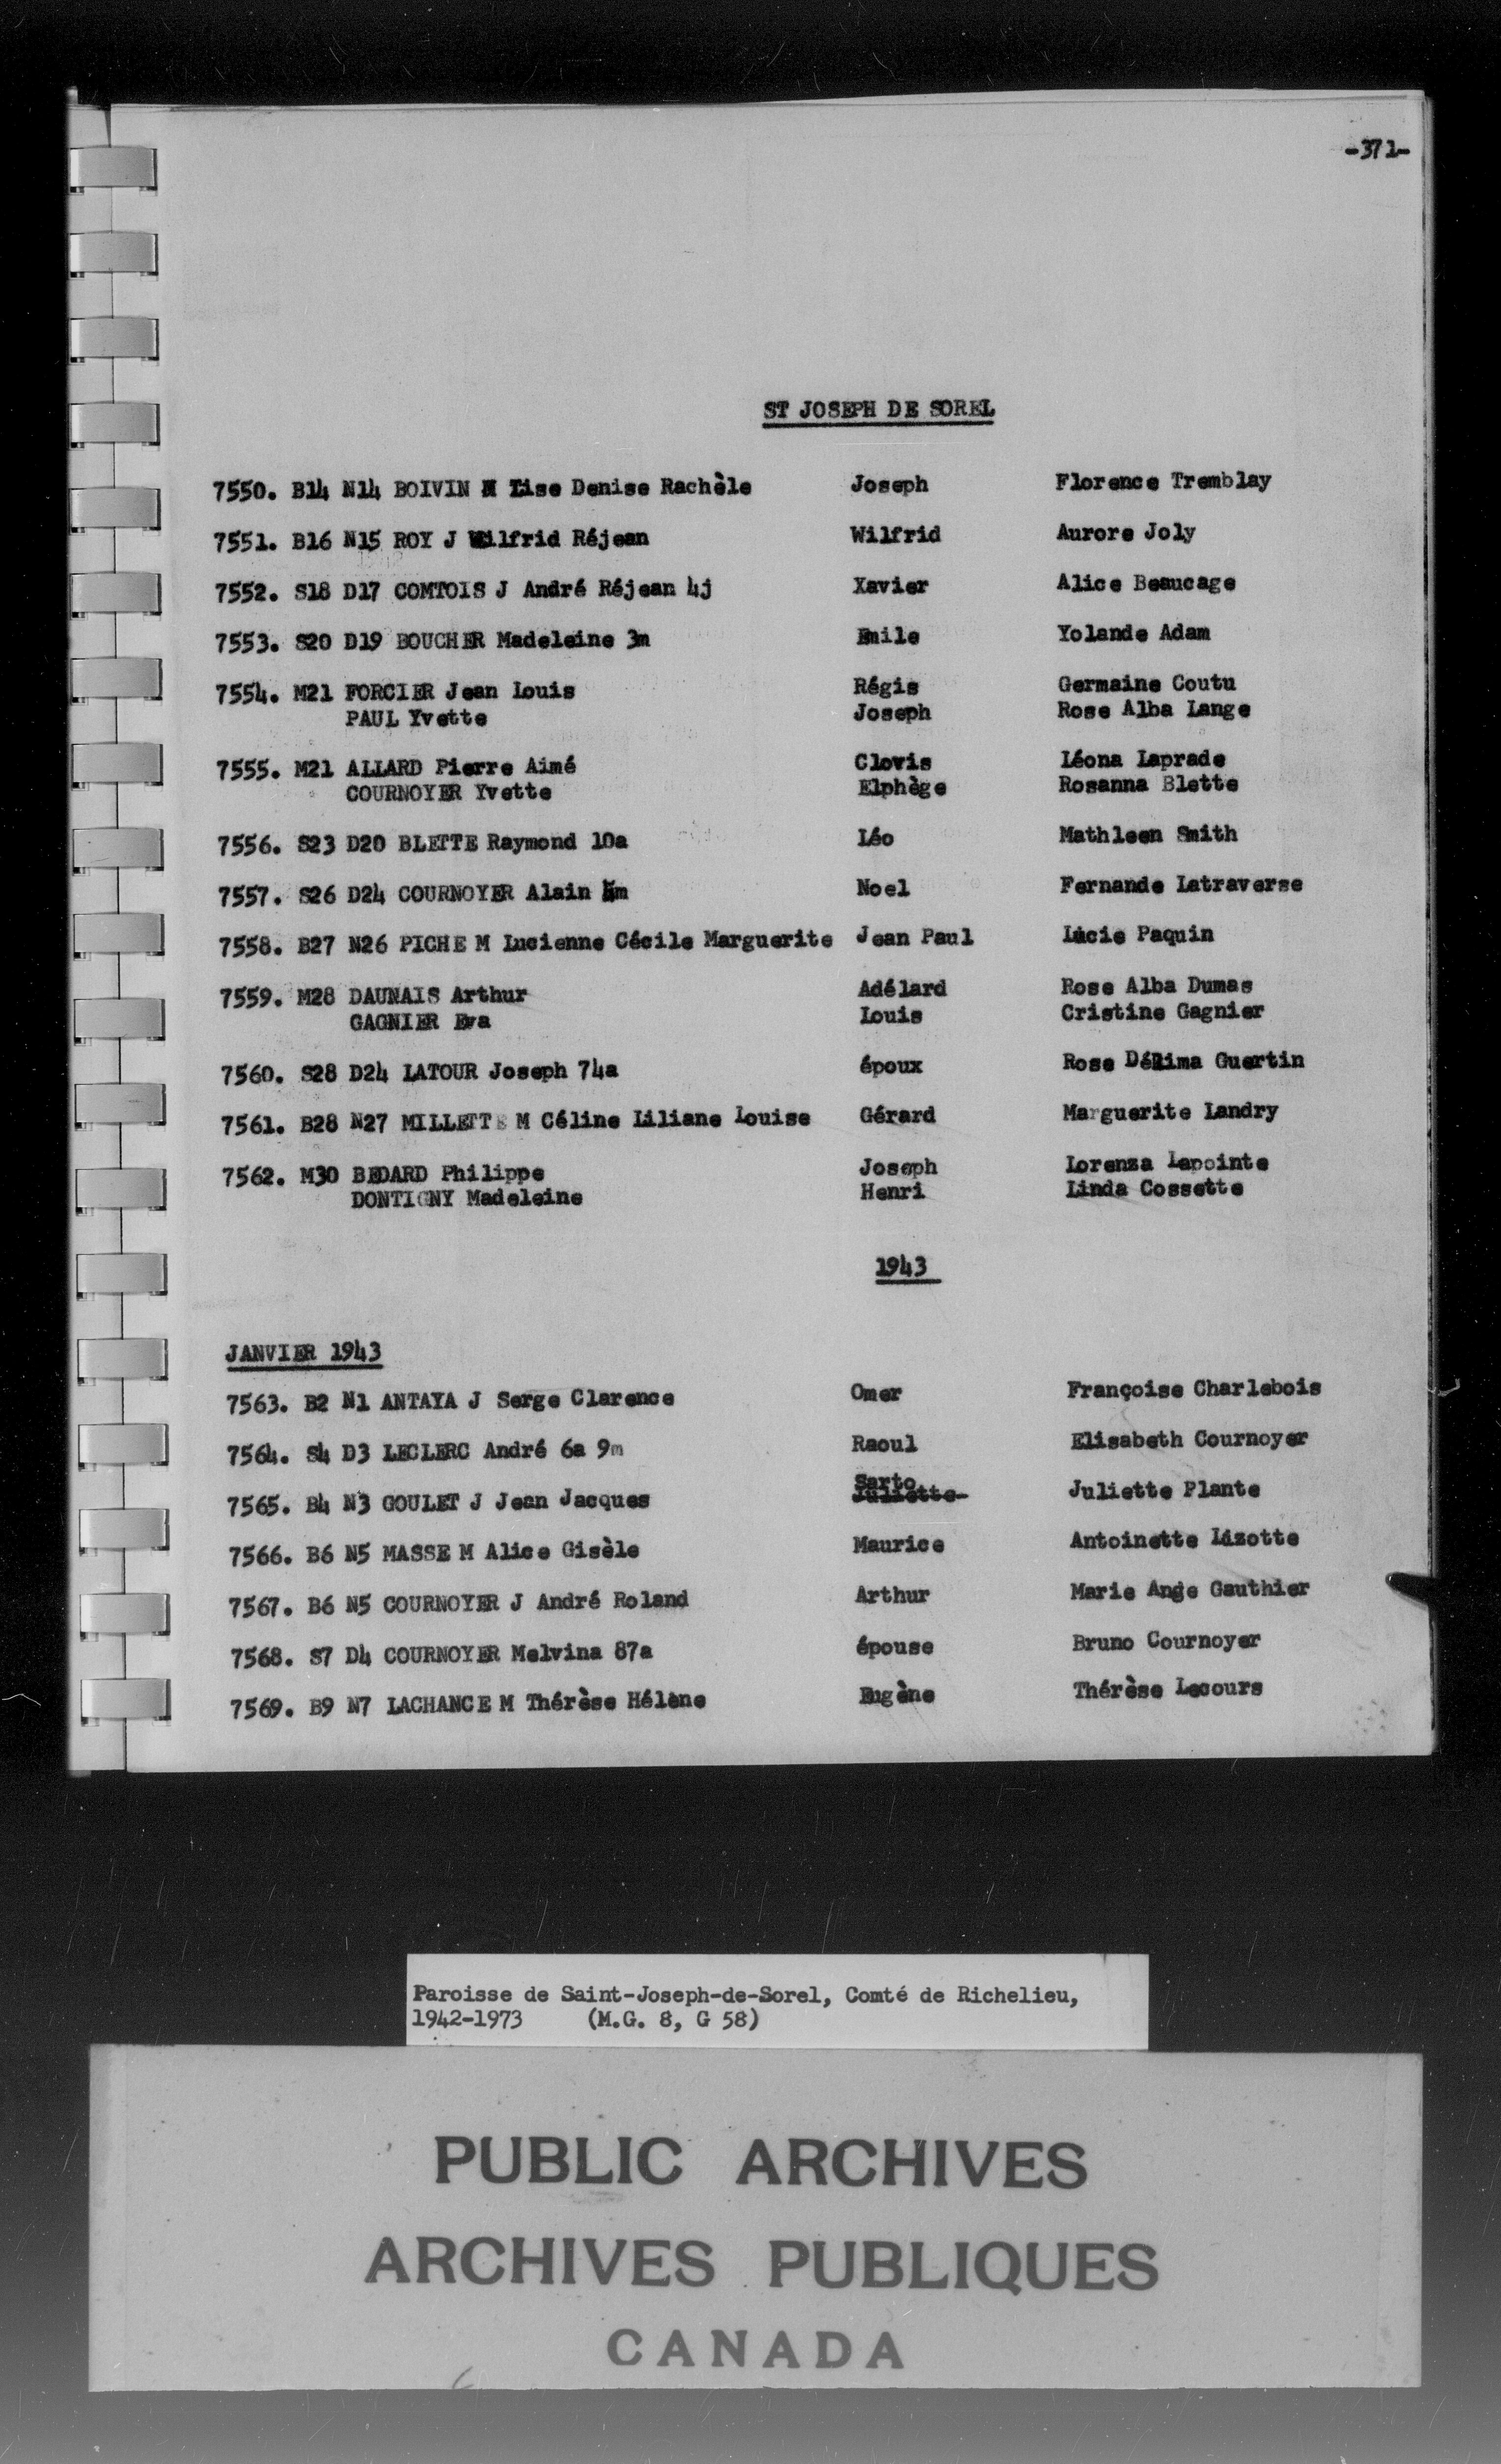 -371-
ST JOSEPH DE SOREL
7550. B14 N14 BOIVIN M Lise Denise Rachèle Joseph Florence Tremblay
7551. B16 N15 ROY J Wilfrid Réjean Wilfrid Aurore Joly
7552. S18 D17 COMTOIS J André Réjean 4j Xavier Alice Beaucage
7553. S20 D19 BOUCHER Madeleine 3m Emile Yolande Adam
7554. M21 FORCIER Jean Louis Régis Germaine Coutu
PAUL Yvette Joseph Rose Alba Lange
7555. M21 ALLARD Pierre Aimé Clovis Léona Laprade
COURNOYER Yvette Elphège Rosanna Blette
7556. S23 D20 BLETTE Raymond 10a Léo Mathleen Smith
7557. S26 D24 COURNOYER Alain Noel Fernande Latraverse
7558. B27 N26 PICHE M Lucienne Cécile Marguerite Jean Paul Lucie Paquin
7559. M28 DAUNAIS Arthur Adélard Rose Alba Dumas
GAGNIER Eva Louis Cristine Gagnier
7560. S28 D24 LATOUR Joseph 74a époux Rose Délima Guertin
7561. B28 N27 MILLETTE M Céline Liliane Louise Gérard Marguerite Landry
7562. M30 BEDARD Philippe Joseph Lorenza Lapointe
DONTIGNY Madeleine Henri Linda Cossette
1943
JANVIER 1943
7563. B2 N1 ANTAYA J Serge Clarence Omer Françoise Charlebois
7564. S4 D3 LECLERC André 6a 9m Raoul Elisabeth Cournoyer
7565. B4 N3 GOULET J Jean Jacques Sarto Juliette Juliette Plante
7566. B6 N5 MASSE M Alice Gisèle Maurice Antoinette Lizotte
7567. B6 N5 COURNOYER J André Roland Arthur Marie Ange Gauthier
7568. S7 D4 COURNOYER Melvina 87a épouse Bruno Cournoyer
7569. B9 N7 LACHANCE M Thérèse Hélène Eugène Thérèse Lecours
Paroisse de Saint-Joseph-de-Sorel, Comté de Richelieu,
1942-1973 (M.G. 8, G 58)
PUBLIC ARCHIVES
ARCHIVES PUBLIQUES
CANADA